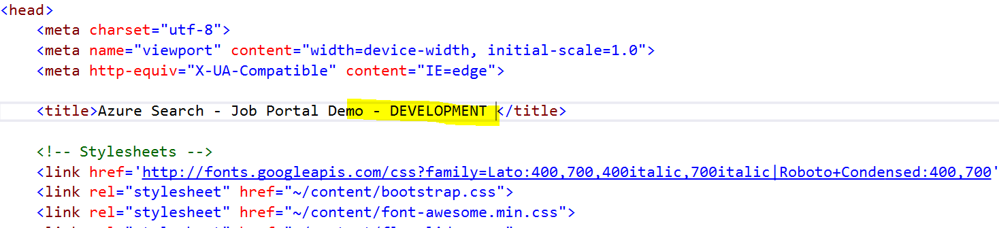 <head>
<meta charset="utf-8">
<meta name="viewport" content="width=device-width, initial-scale=1.0">
<meta http-equiv="X-UA-Compatible" content="IE=edge">
<title>Azure Search - Job Portal Demo - DEVELOPMENT </title>
<!-- Stylesheets -->
<link href='http://fonts.googleapis.com/css?family=Lato:400,700,400italic,700italic|Roboto+Condensed:400,700'
<link rel="stylesheet" href="~/content/bootstrap.css">
<link rel="stylesheet" href="~/content/font-awesome.min.css">